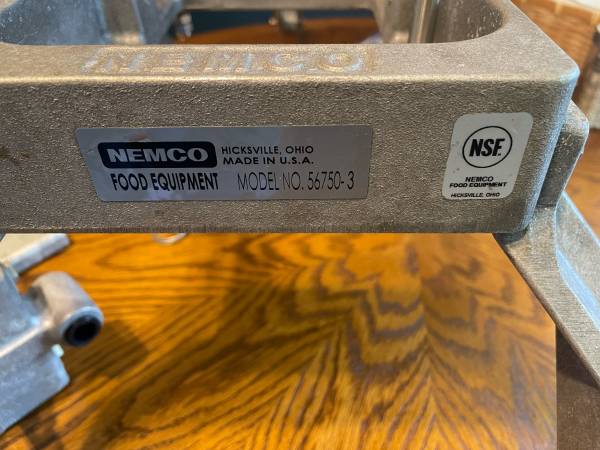 NEMCO
NEMCO HICKSVILLE, OHIO
MADE IN U.S.A.
FOOD EQUIPMENT MODEL NO. 56750-3
NSF.
NEMCO
FOOD EQUIPMENT
HICKSVILLE, OHIO